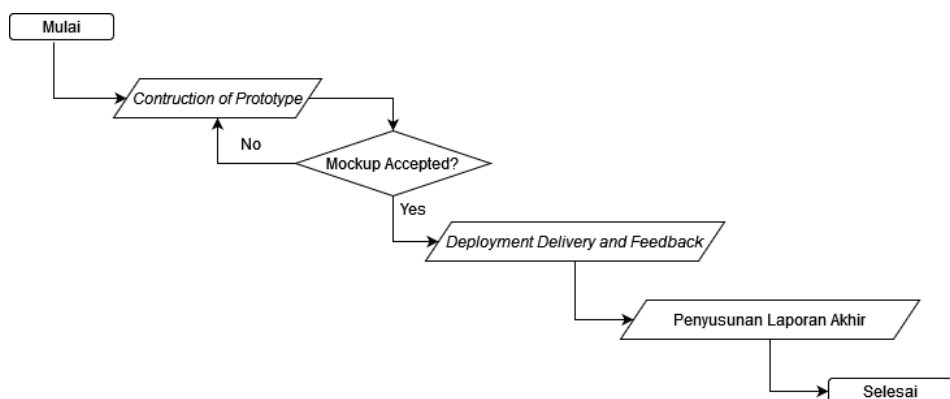 Mulai
Contruction of Prototype
No
Mockup Accepted?
Yes
Deployment Delivery and Feedback
Penyusunan Laporan Akhir
Selesai